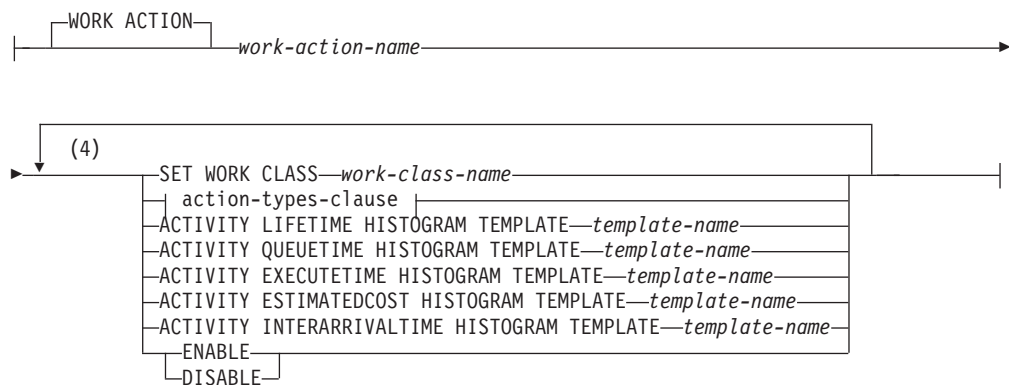 WORK ACTION
work-action-name
(4)
SET WORK CLASS work-class-name
action-types-clause
ACTIVITY LIFETIME HISTOGRAM TEMPLATE template-name
ACTIVITY QUEUETIME HISTOGRAM TEMPLATE template-name
ACTIVITY EXECUTETIME HISTOGRAM TEMPLATE template-name
ACTIVITY ESTIMATEDCOST HISTOGRAM TEMPLATE template-name
ACTIVITY INTERARRIVALTIME HISTOGRAM TEMPLATE template-name
ENABLE
DISABLE